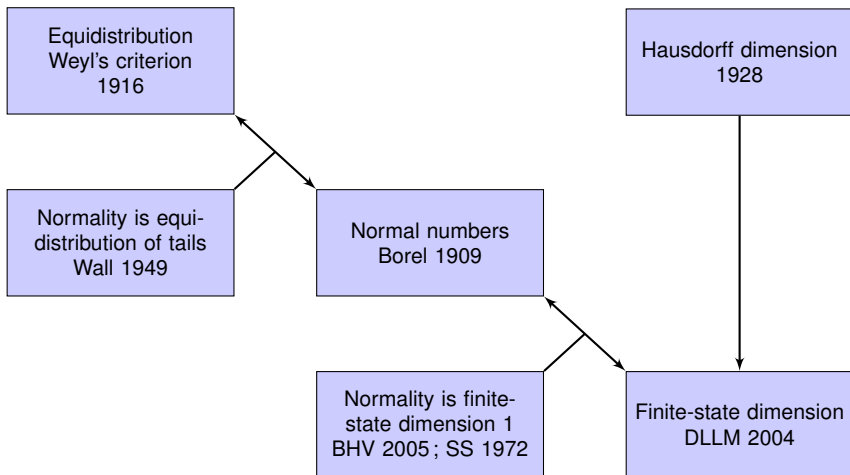 Equidistribution
Weyl's criterion
1916
Hausdorff dimension
1928
Normality is equi-
distribution of tails
Wall 1949
Normal numbers
Borel 1909
Normality is finite-
state dimension 1
BHV 2005; SS 1972
Finite-state dimension
DLLM 2004